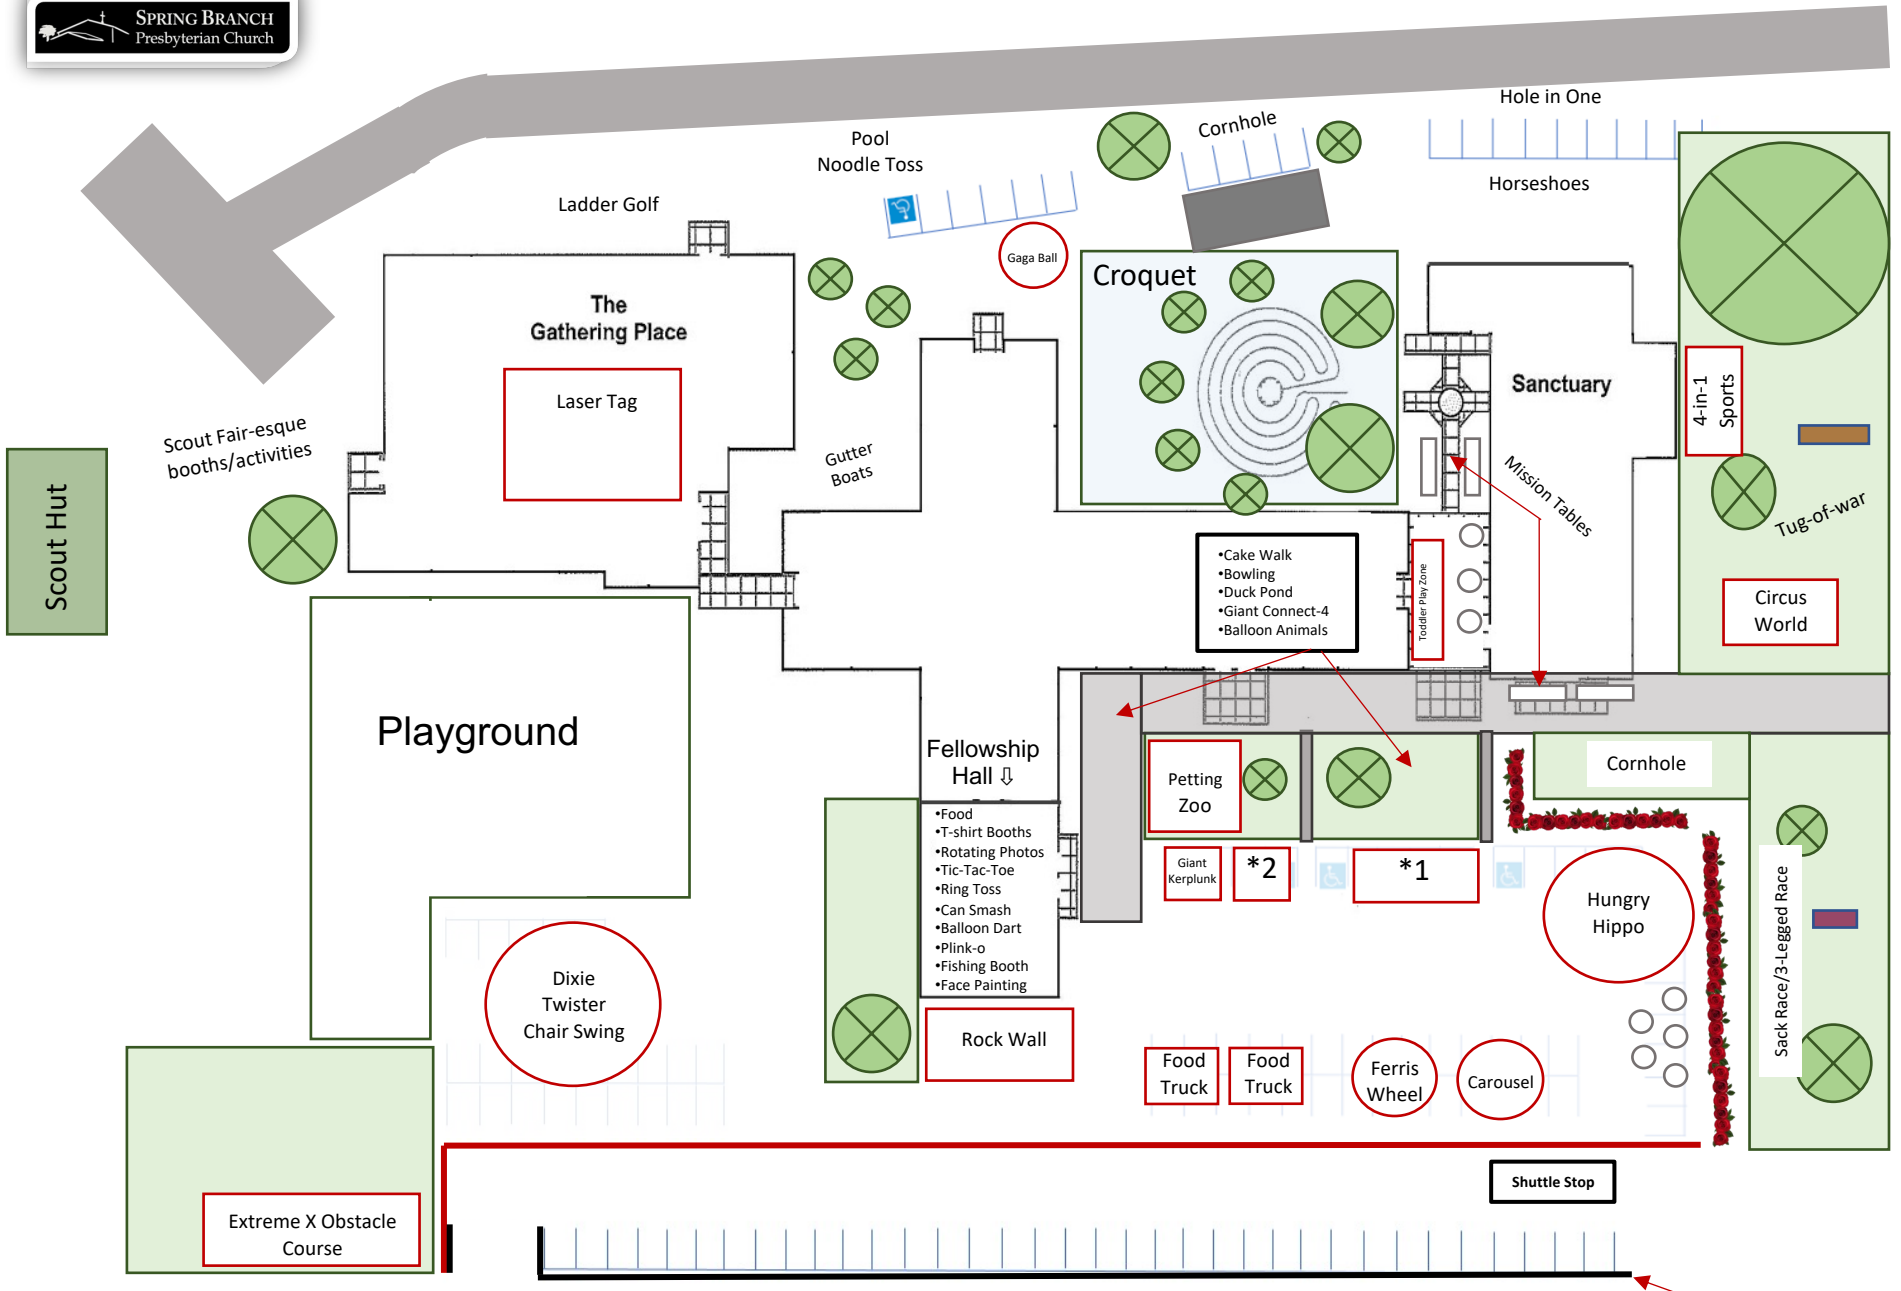 SPRING BRANCH
Presbyterian Church
Hole in One
Cornhole
Pool
Noodle Toss
Horseshoes
Ladder Golf
Gaga Ball
Croquet
The
Gathering Place
Laser Tag
Sanctuary
4-in-1
Sports
Scout Fair-esque
booths/activities
Gutter
Boats
Mission Tables
Tug-of-war
Scout Hut
•Cake Walk
•Bowling
•Duck Pond
•Giant Connect-4
•Balloon Animals
Toddler Play Zone
Circus
World
Playground
Fellowship
Hall ⇩
Petting
Zoo
Cornhole
•Food
•T-shirt Booths
•Rotating Photos
•Tic-Tac-Toe
•Ring Toss
•Can Smash
•Balloon Dart
•Plink-o
•Fishing Booth
•Face Painting
Giant
Kerplunk
*2
*1
Hungry
Hippo
Sack Race/3-Legged Race
Dixie
Twister
Chair Swing
Rock Wall
Food
Truck
Food
Truck
Ferris
Wheel
Carousel
Shuttle Stop
Extreme X Obstacle
Course